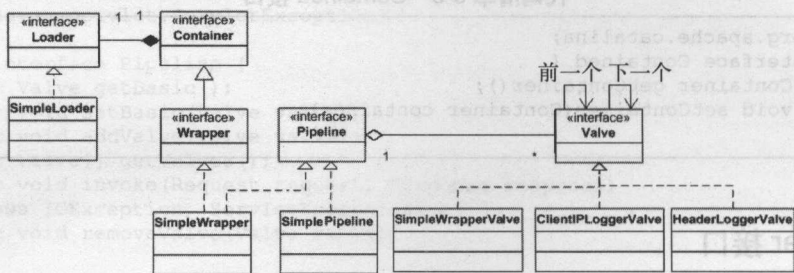 «interface»
Loader
1
1
«interface»
Container
SimpleLoader
«interface»
Wrapper
«interface»
Pipeline
1
*
前一个下一个
«interface»
Valve
SimpleWrapper
SimplePipeline
SimpleWrapperValve
ClientIPLoggerValve
HeaderLoggerValve